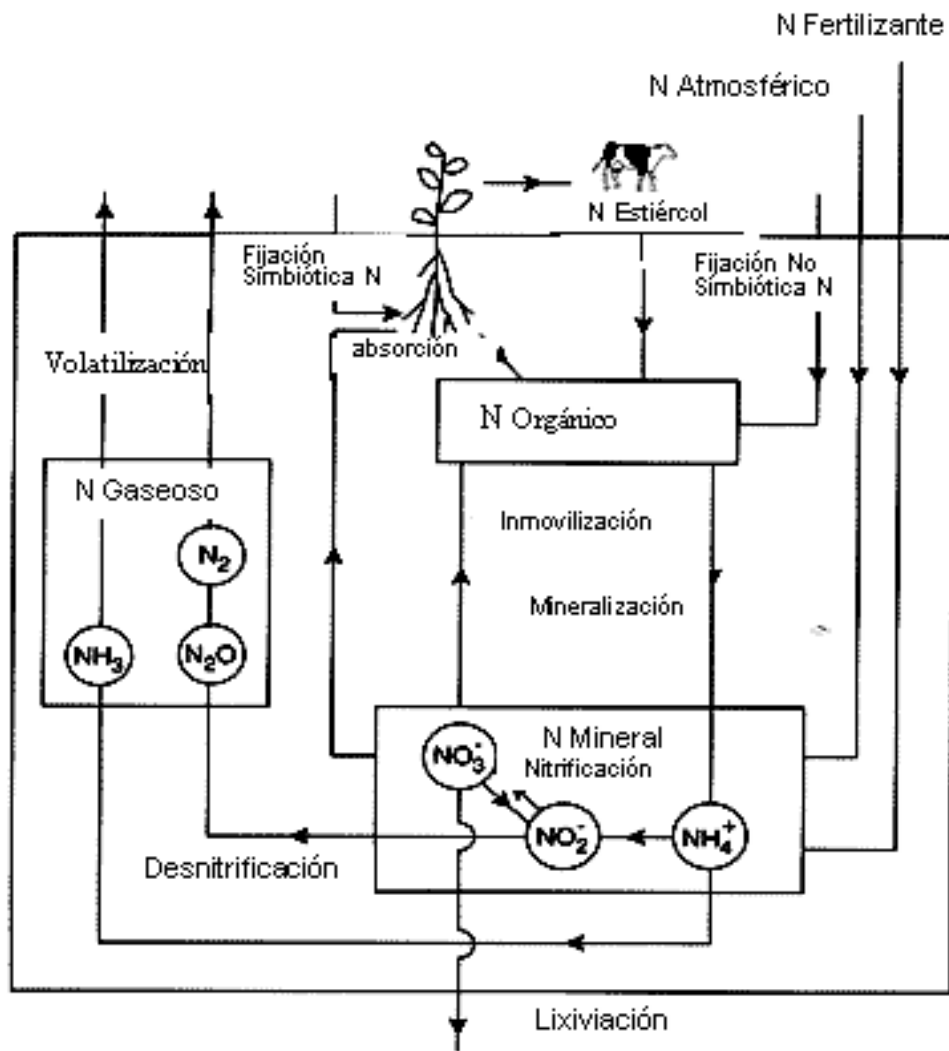 N Fertilizante
N Atmosférico
N Estiércol
Fijación
Simbiótica N
Fijación No
Simbiótica N
absorción
Volatilización
N Orgánico
N Gaseoso
Inmovilización
N₂
Mineralización
NH₃
N₂O
N Mineral
NO₃⁻
Nitrificación
NO₂⁻
NH₄⁺
Desnitrificación
Lixiviación